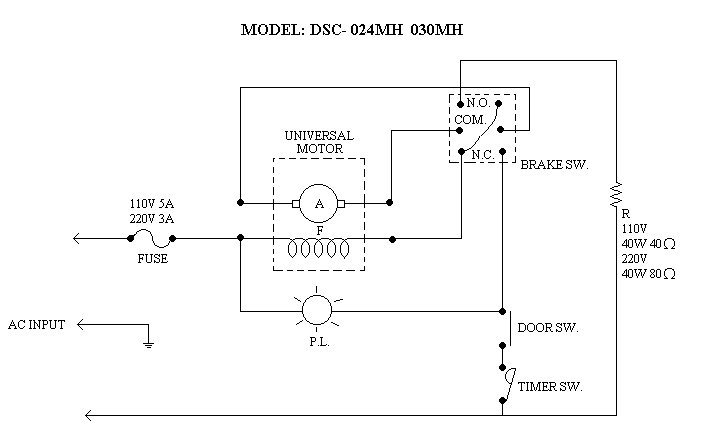 MODEL: DSC- 024MH 030MH
N.O.
COM.
N.C.
BRAKE SW.
UNIVERSAL
MOTOR
A
F
110V 5A
220V 3A
FUSE
R
110V
40W 40Ω
220V
40W 80Ω
AC INPUT
P.L.
DOOR SW.
TIMER SW.